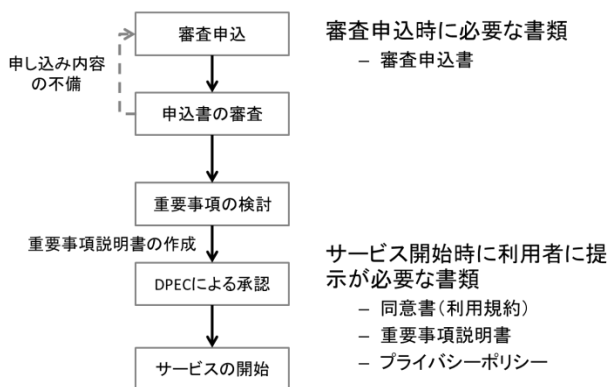 審査申込
申し込み内容
の不備
申込書の審査
重要事項の検討
重要事項説明書の作成
DPECによる承認
サービスの開始
審査申込時に必要な書類
– 審査申込書
サービス開始時に利用者に提
示が必要な書類
– 同意書(利用規約)
– 重要事項説明書
– プライバシーポリシー